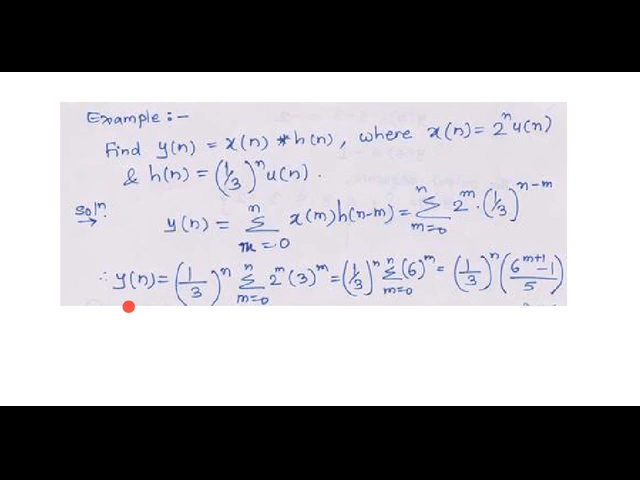 Example :-
Find y(n) = x(n) * h(n), where x(n) = 2^n u(n)
& h(n) = (1/3)^n u(n).
Soln.
→
y(n) = Σ_{m=0}^{n} x(m)h(n-m) = Σ_{m=0}^{n} 2^m · (1/3)^{n-m}
∴ y(n) = (1/3)^n Σ_{m=0}^{n} 2^m (3)^m = (1/3)^n Σ_{m=0}^{n} (6)^m = (1/3)^n ((6^{m+1} - 1)/5)